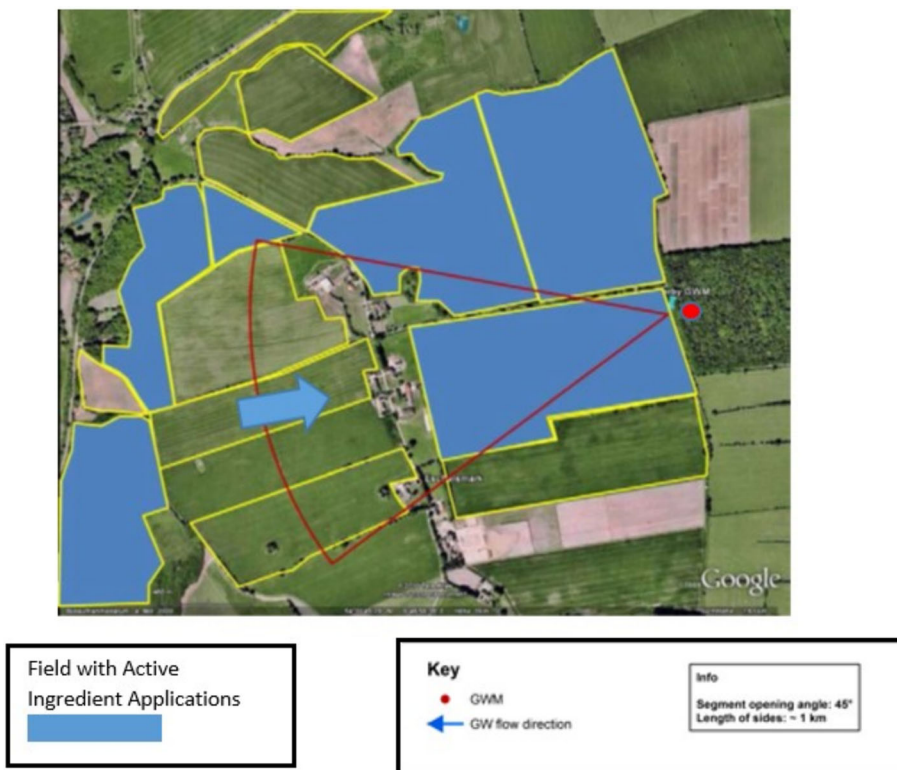 GWM
Google
Field with Active
Ingredient Applications
Key
GWM
GW flow direction
Info
Segment opening angle: 45°
Length of sides: ~ 1 km